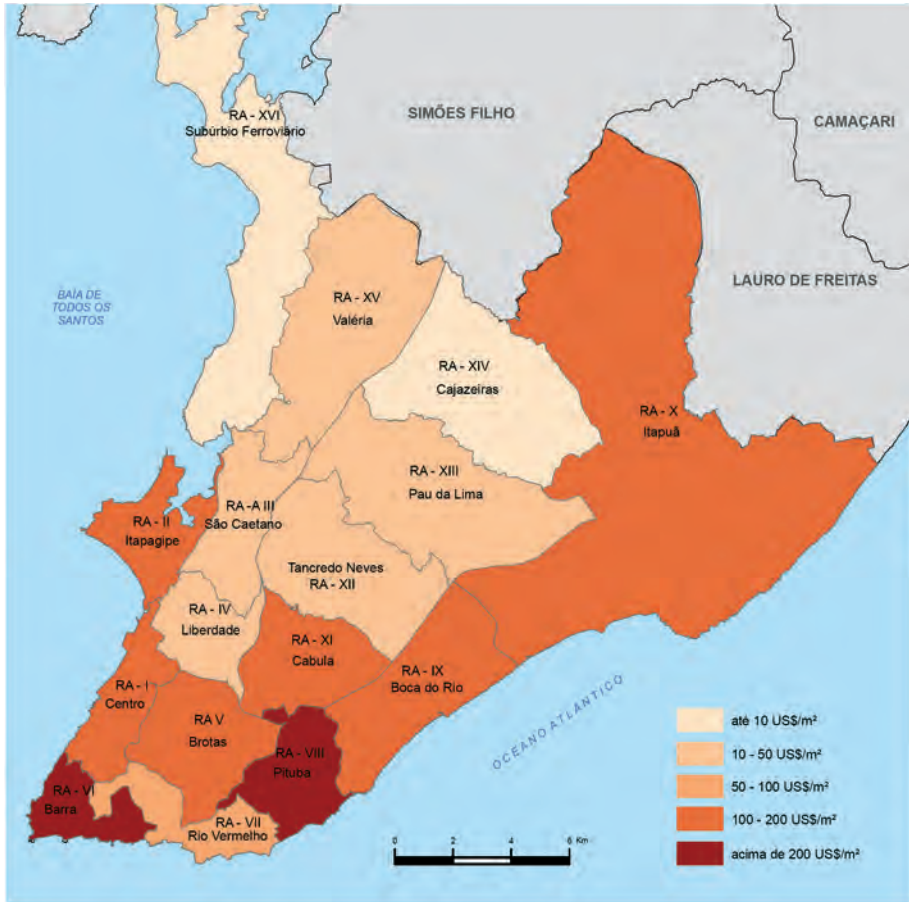 SIMÕES FILHO
CAMAÇARI
RA - XVI
Subúrbio Ferroviário
LAURO DE FREITAS
BAÍA DE
TODOS OS
SANTOS
RA - XV
Valéria
RA - XIV
Cajazeiras
RA - X
Itapuã
RA - XIII
Pau da Lima
RA -A III
São Caetano
RA - II
Itapagipe
Tancredo Neves
RA - XII
RA - IV
Liberdade
RA - XI
Cabula
RA - IX
Boca do Rio
RA - I
Centro
RA V
Brotas
RA - VIII
Pituba
RA - VI
Barra
RA - VII
Rio Vermelho
OCEANO ATLÂNTICO
até 10 US$/m²
10 - 50 US$/m²
50 - 100 US$/m²
100 - 200 US$/m²
acima de 200 US$/m²
0 2 4 6 Km